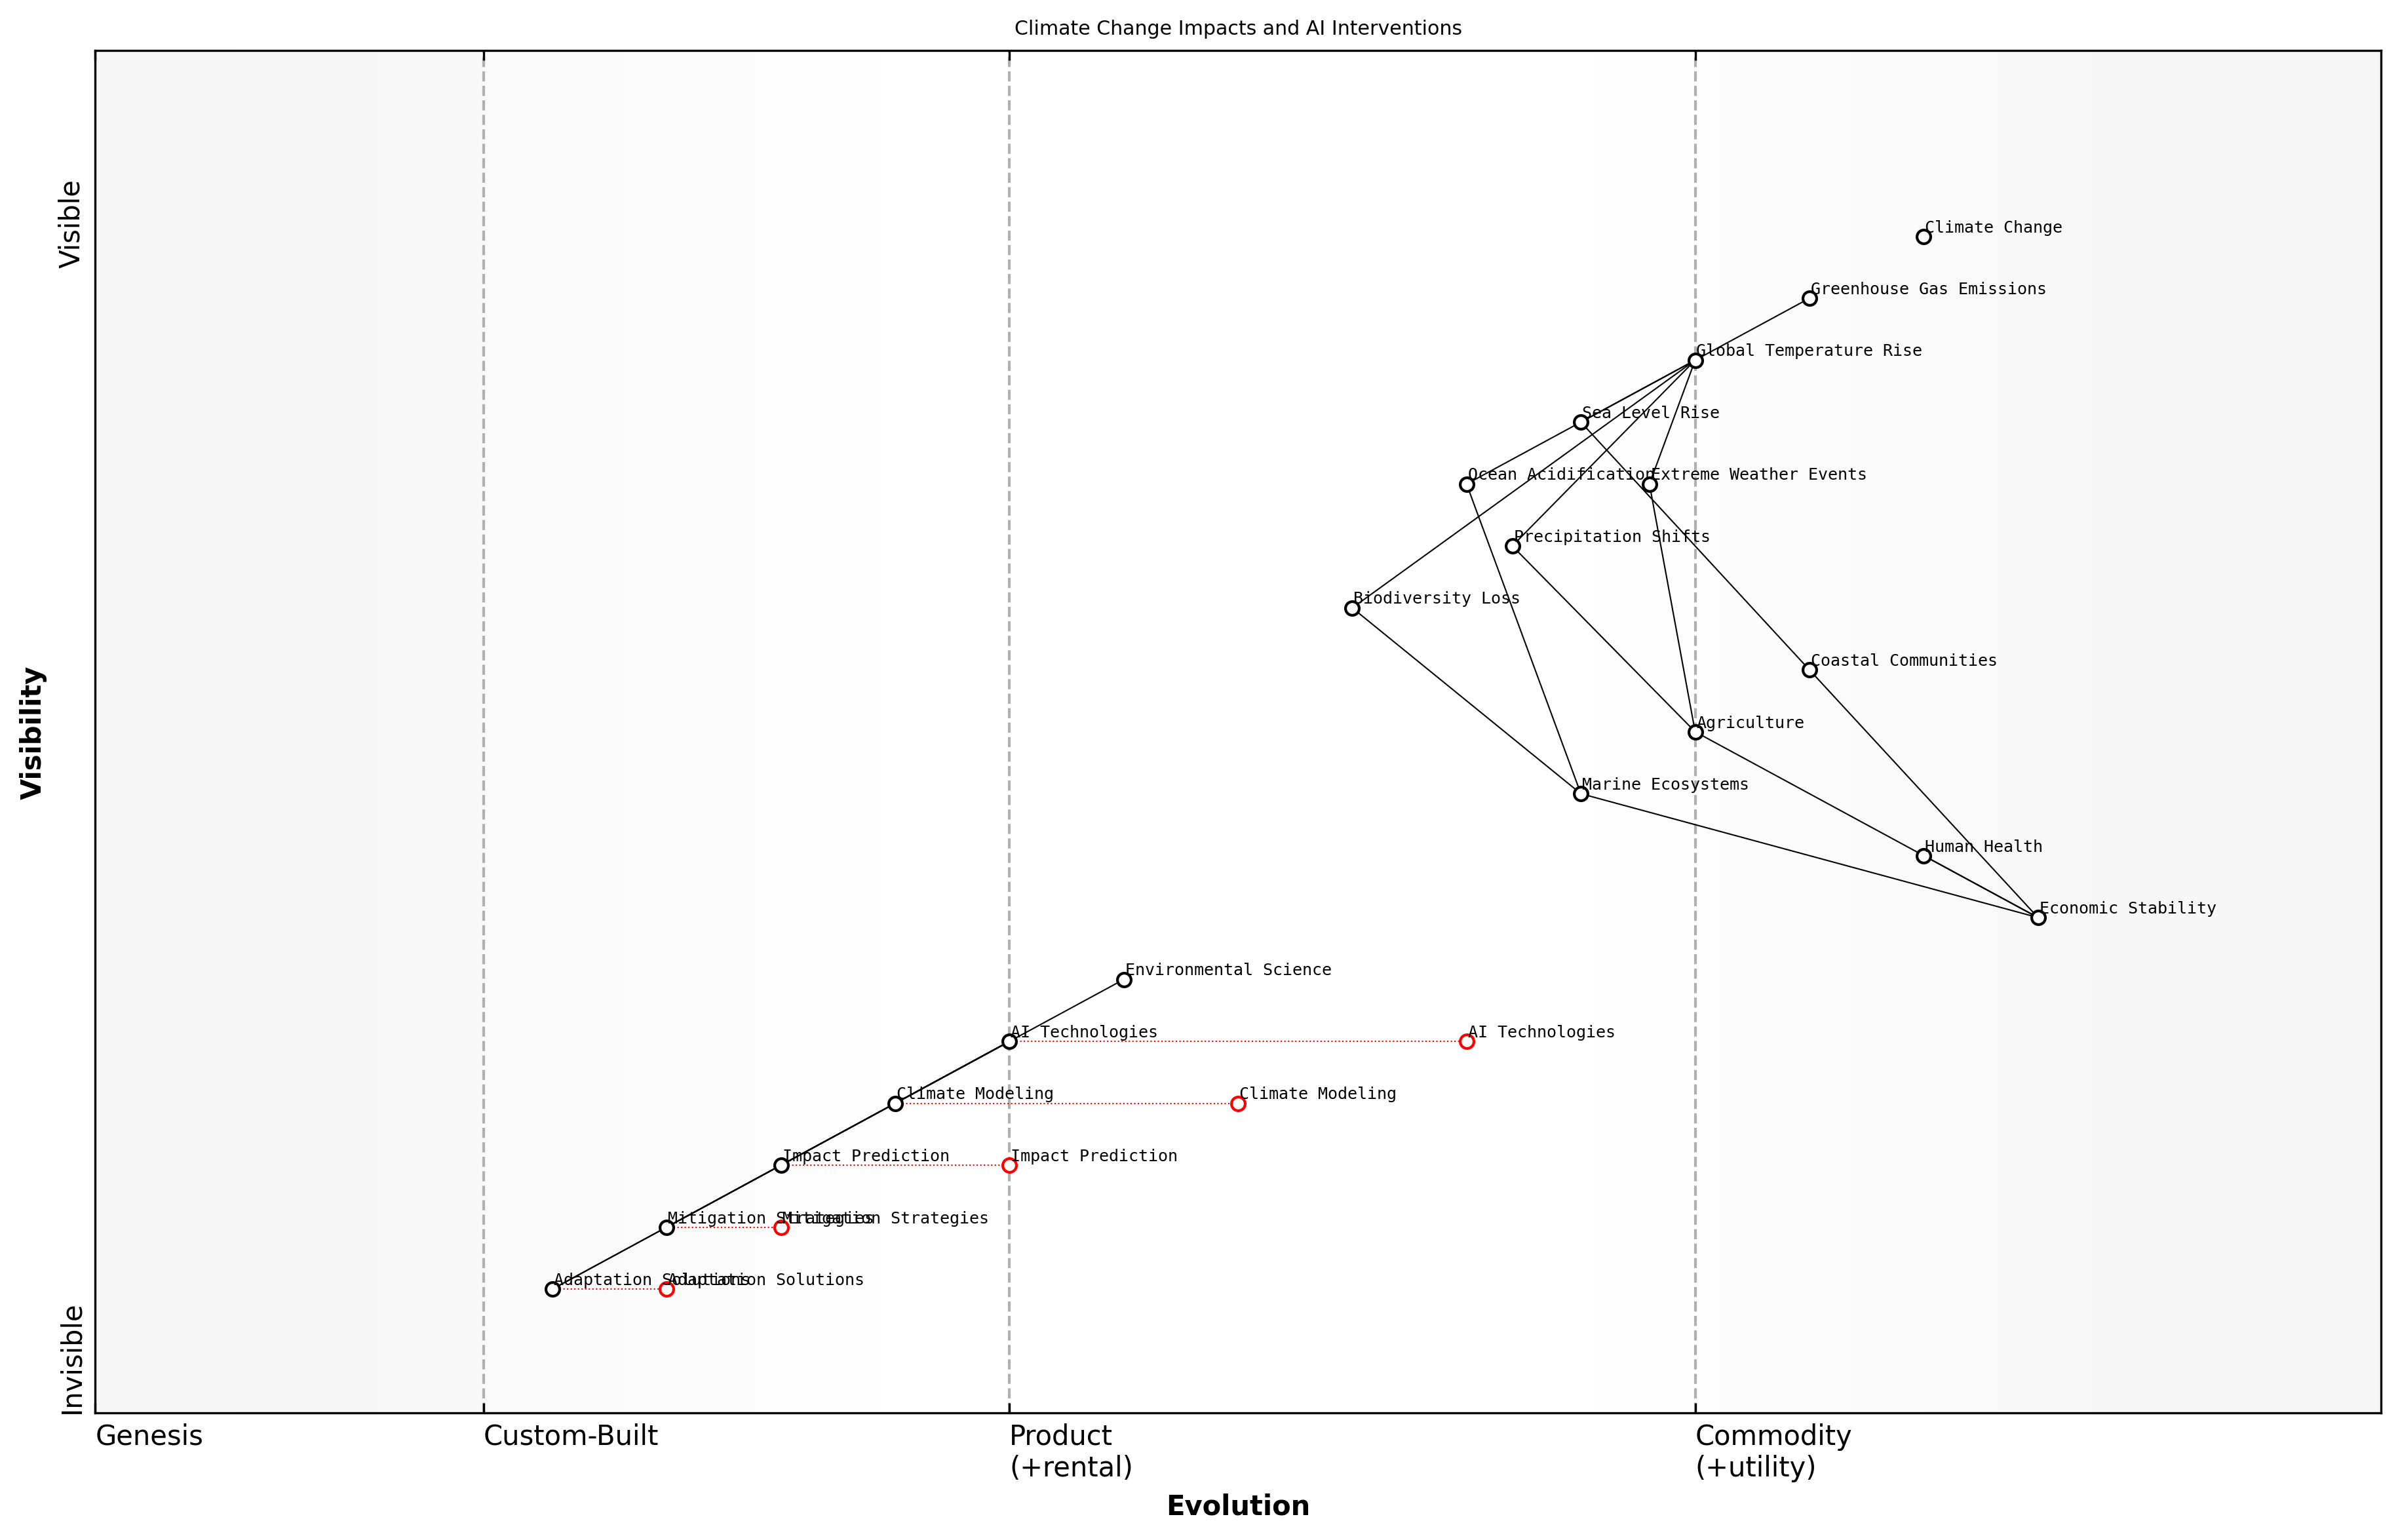 Climate Change Impacts and AI Interventions
Visible
Climate Change
Greenhouse Gas Emissions
Global Temperature Rise
Sea Level Rise
Ocean Acidification
Extreme Weather Events
Precipitation Shifts
Biodiversity Loss
Coastal Communities
Visibility
Agriculture
Marine Ecosystems
Human Health
Economic Stability
Environmental Science
AI Technologies
AI Technologies
Climate Modeling
Climate Modeling
Impact Prediction
Impact Prediction
Mitigation Strategies
Mitigation Strategies
Adaptation Solutions
Adaptation Solutions
Invisible
Genesis
Custom-Built
Product
(+rental)
Commodity
(+utility)
Evolution